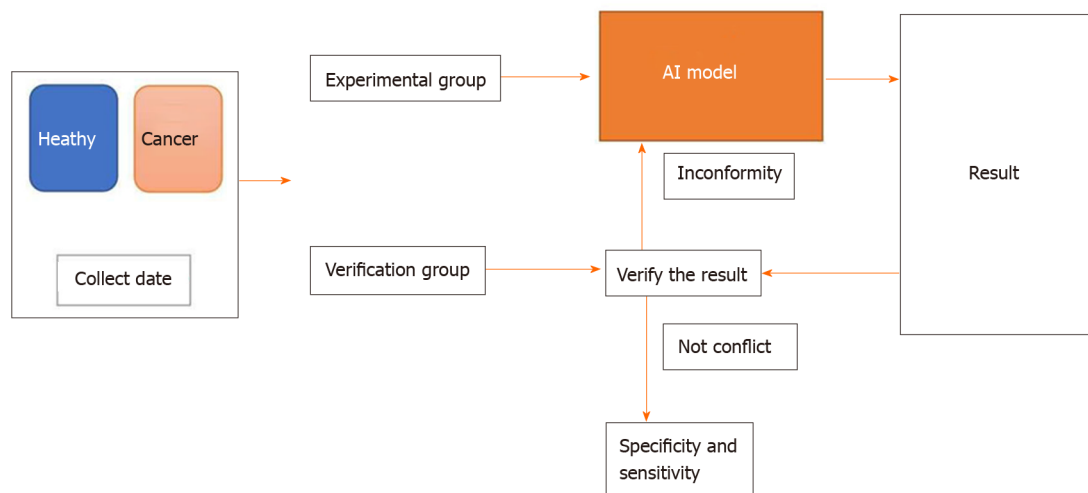 Heathy
Cancer
Collect date
Experimental group
Verification group
AI model
Inconformity
Verify the result
Not conflict
Specificity and
sensitivity
Result